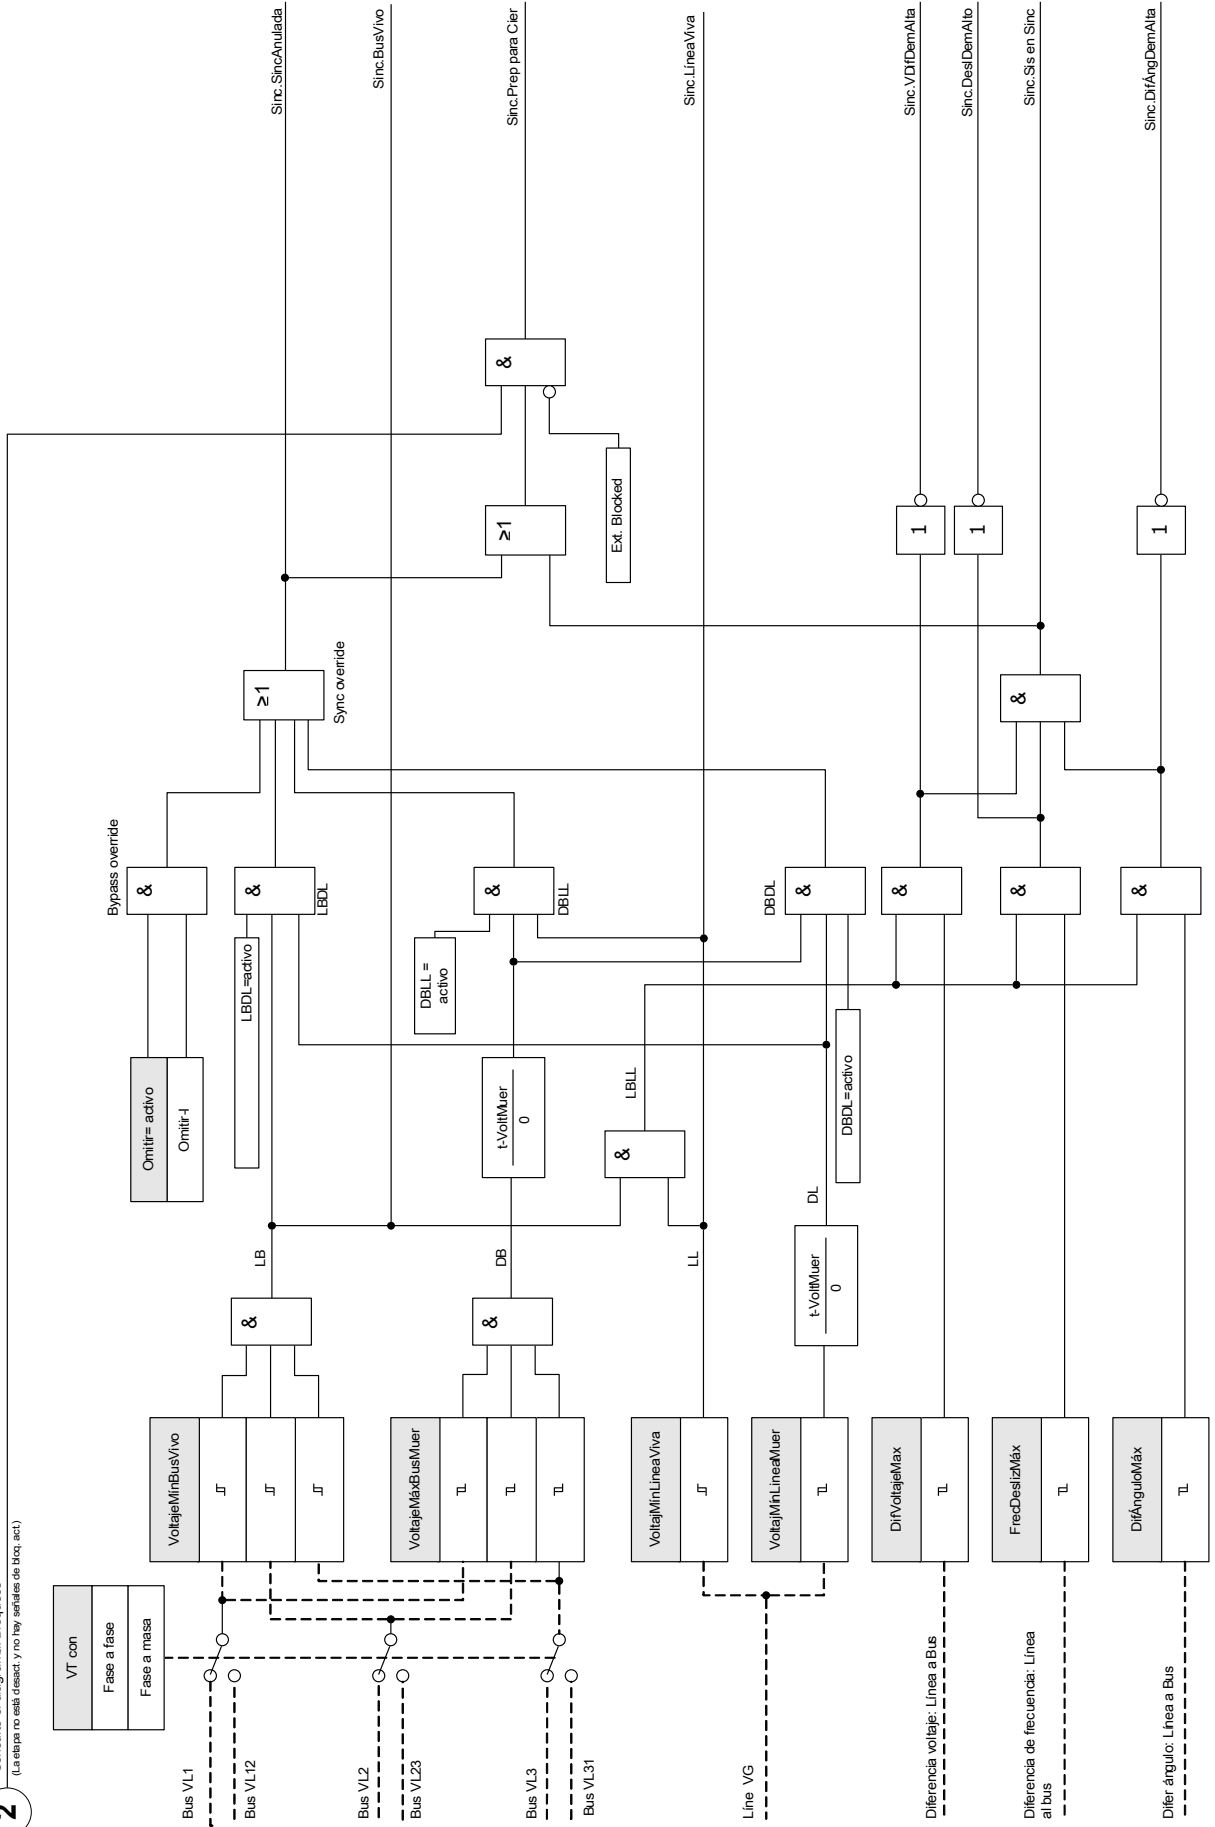 2
(La etapa no está desact. y no hay señales de bloq. act.)
VT con
Fase a fase
Fase a masa
Bus VL1
Bus VL12
Bus VL2
Bus VL23
Bus VL3
Bus VL31
Líne VG
Diferencia voltaje: Línea a Bus
Diferencia de frecuencia: Línea
al bus
Difer ángulo: Línea a Bus
VoltajeMínBusVivo
VoltajeMáxBusMuer
VoltajMínLíneaViva
VoltajMínLíneaMuer
DifVoltajeMax
FrecDeslizMáx
DifÁnguloMáx
&
LB
&
DB
LL
t-VoltMuer
0
DL
Omitir= activo
Omitir-I
LBDL=activo
t-VoltMuer
0
DBLL =
activo
&
LBLL
DBDL=activo
Bypass override
&
&
LBDL
&
DBLL
DBDL
&
&
&
&
≥1
Sync override
&
≥1
Ext. Blocked
1
1
1
&
Sinc.SincAnulada
Sinc.BusVivo
Sinc.Prep para Cier
Sinc.LíneaViva
Sinc.VDifDemAlta
Sinc.DeslDemAlto
Sinc.Sis en Sinc
Sinc.DifÁngDemAlta